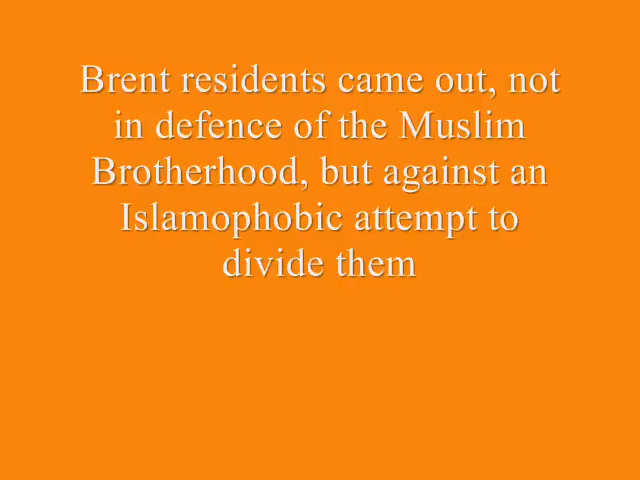 Brent residents came out, not
in defence of the Muslim
Brotherhood, but against an
Islamophobic attempt to
divide them